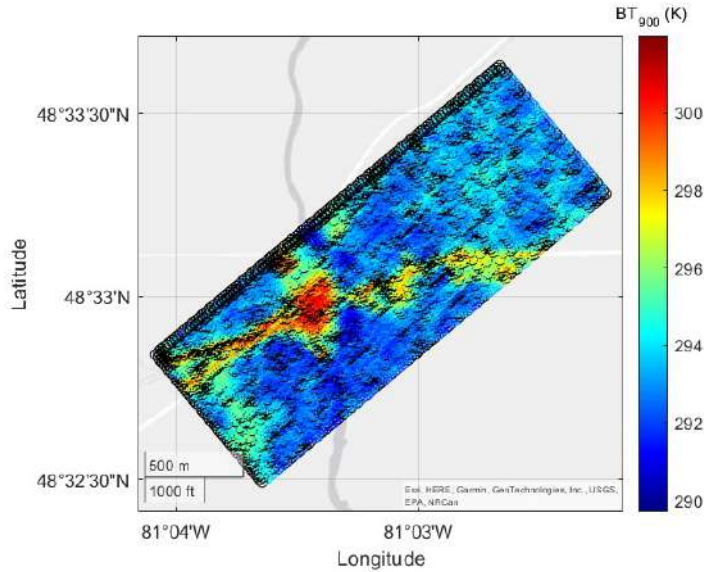 BT900 (K)
48°33'30"N
48°33'N
48°32'30"N
Latitude
500 m
1000 ft
Esri, HERE, Garmin, GeoTechnologies, Inc., USGS,
EPA, NRCan
81°04'W
81°03'W
Longitude
300
298
296
294
292
290